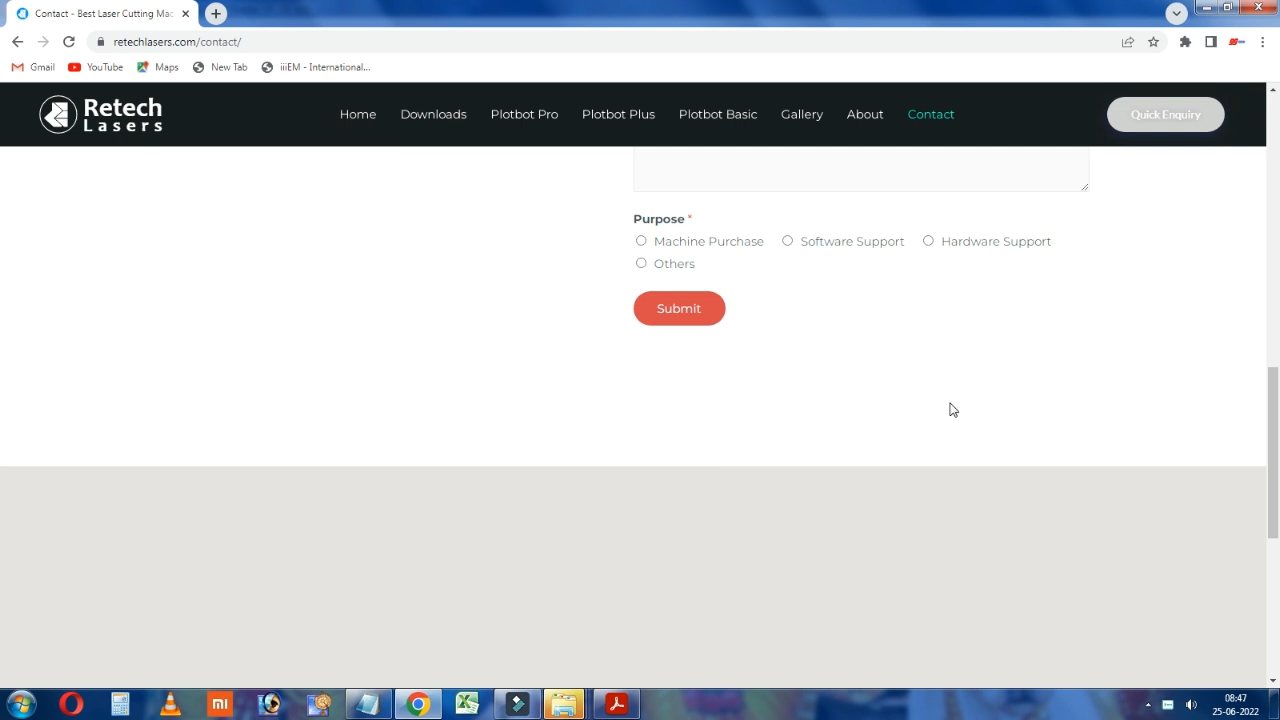 Contact - Best Laser Cutting Mac
retechlasers.com/contact/
Gmail YouTube Maps New Tab iiiEM - International...
Retech Lasers
Home Downloads Plotbot Pro Plotbot Plus Plotbot Basic Gallery About Contact Quick Enquiry
Purpose *
Machine Purchase Software Support Hardware Support
Others
Submit
mi
08:47
25-06-2022